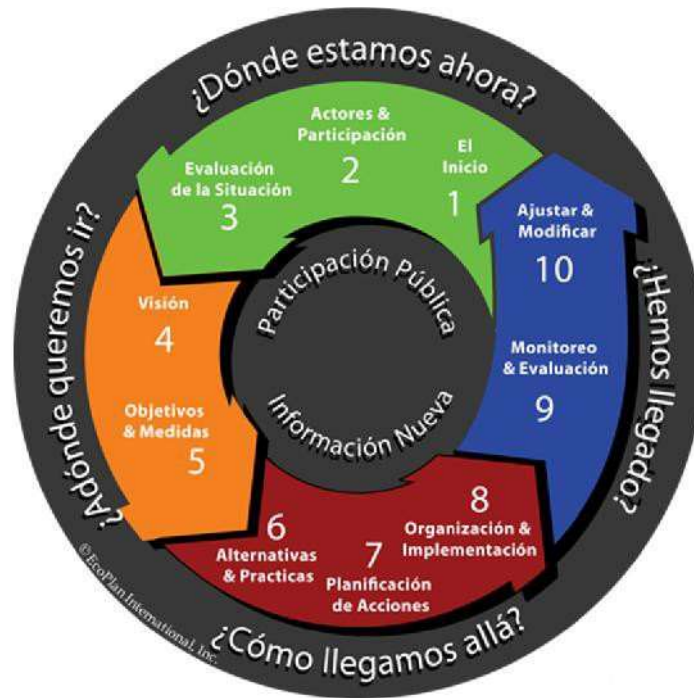 ¿Dónde estamos ahora?
El
Inicio
1
Actores &
Participación
2
Evaluación
de la Situación
3
¿Adónde queremos ir?
Visión
4
Objetivos
& Medidas
5
¿Cómo llegamos allá?
6
Alternativas
& Practicas
7
Planificación
de Acciones
8
Organización &
Implementación
¿Hemos llegado?
Monitoreo
& Evaluación
9
Ajustar &
Modificar
10
Participación Pública
Información Nueva
© EcoPlan International, Inc.